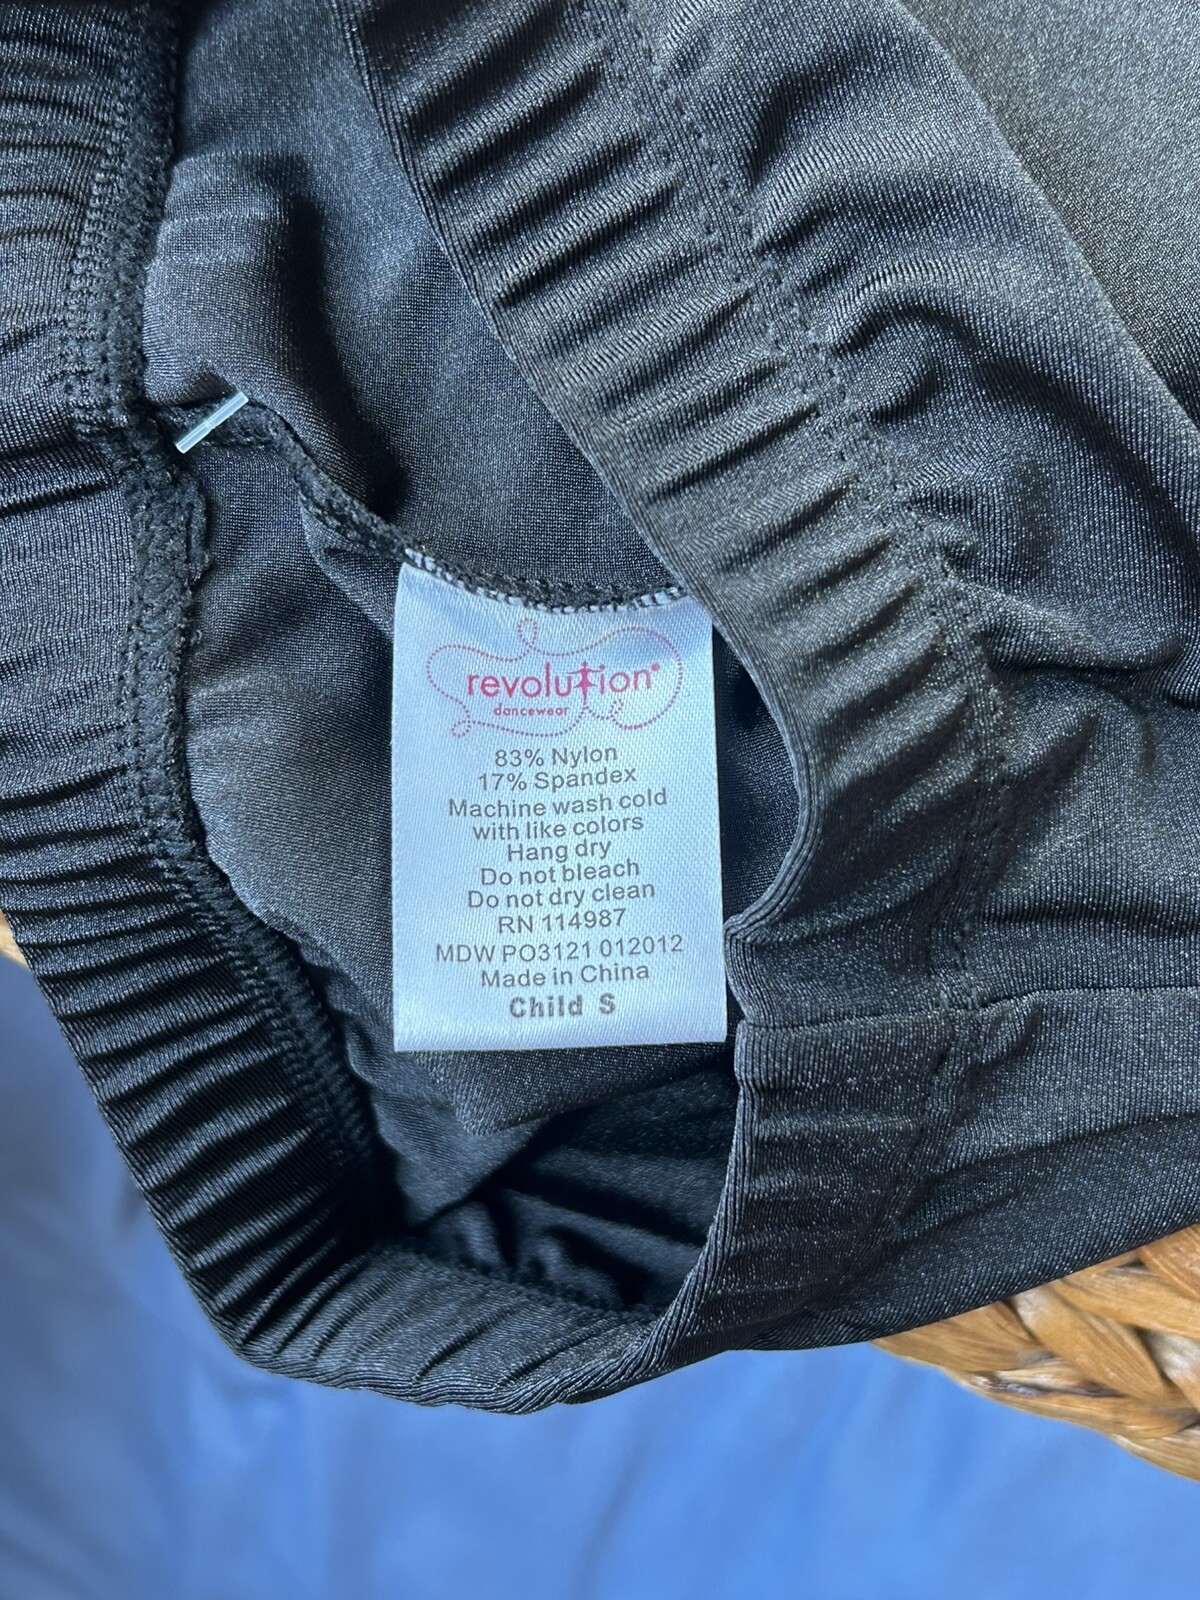 revolution®
dancewear
83% Nylon
17% Spandex
Machine wash cold
with like colors
Hang dry
Do not bleach
Do not dry clean
RN 114987
MDW PO3121 012012
Made in China
Child S